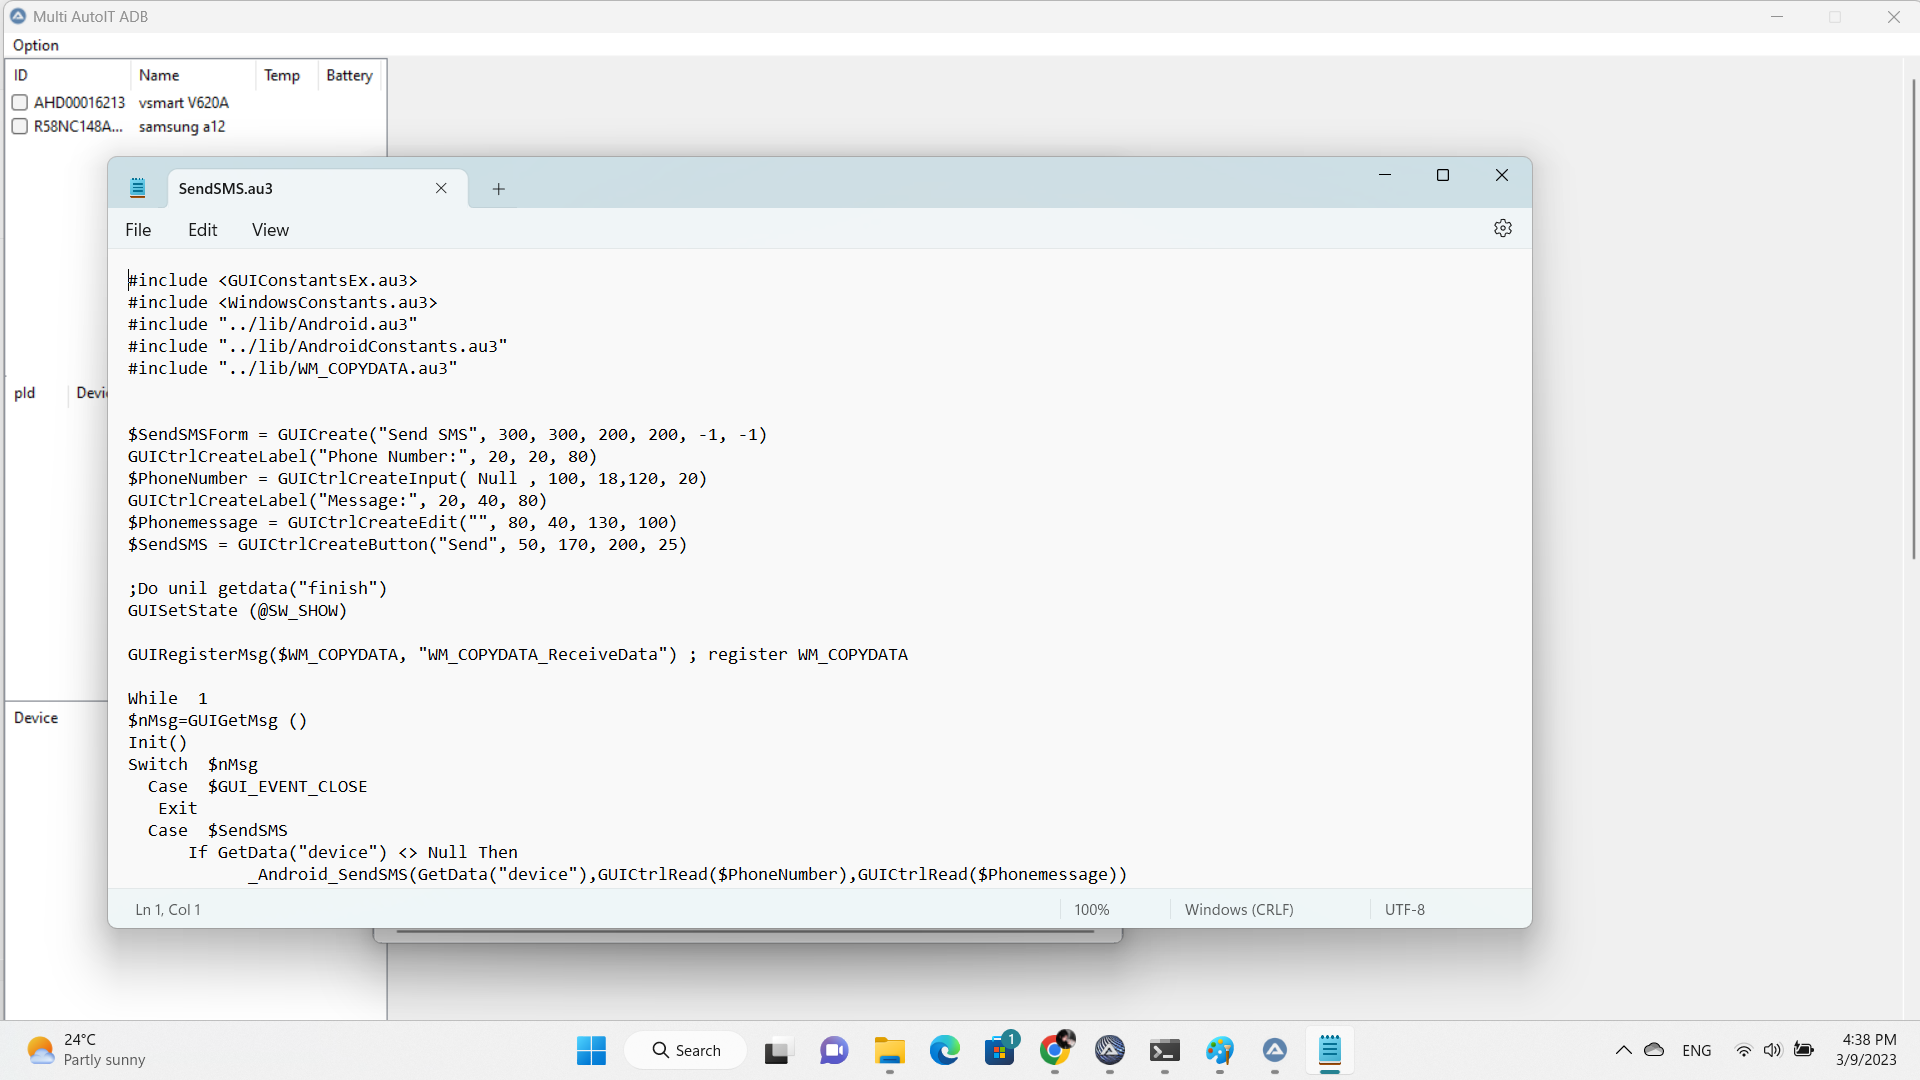 Multi AutoIT ADB
Option
ID Name Temp Battery
AHD00016213 vsmart V620A
R58NC148A... samsung a12
SendSMS.au3
File Edit View
#include <GUIConstantsEx.au3>
#include <WindowsConstants.au3>
#include "../lib/Android.au3"
#include "../lib/AndroidConstants.au3"
#include "../lib/WM_COPYDATA.au3"
pId Devic
$SendSMSForm = GUICreate("Send SMS", 300, 300, 200, 200, -1, -1)
GUICtrlCreateLabel("Phone Number:", 20, 20, 80)
$PhoneNumber = GUICtrlCreateInput( Null , 100, 18,120, 20)
GUICtrlCreateLabel("Message:", 20, 40, 80)
$Phonemessage = GUICtrlCreateEdit("", 80, 40, 130, 100)
$SendSMS = GUICtrlCreateButton("Send", 50, 170, 200, 25)
;Do unil getdata("finish")
GUISetState (@SW_SHOW)
GUIRegisterMsg($WM_COPYDATA, "WM_COPYDATA_ReceiveData") ; register WM_COPYDATA
While  1
$nMsg=GUIGetMsg ()
Init()
Switch  $nMsg
Case  $GUI_EVENT_CLOSE
Exit
Case  $SendSMS
If GetData("device") <> Null Then
_Android_SendSMS(GetData("device"),GUICtrlRead($PhoneNumber),GUICtrlRead($Phonemessage))
Device
Ln 1, Col 1 100% Windows (CRLF) UTF-8
24°C
Partly sunny
Search
1
ENG
4:38 PM
3/9/2023